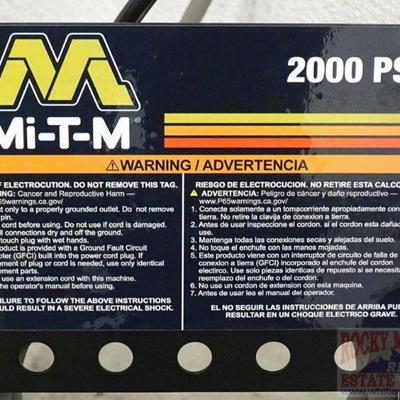 2000 PS
Mi-T-M®
⚠WARNING / ADVERTENCIA
F ELECTROCUTION. DO NOT REMOVE THIS TAG.
WARNING: Cancer and Reproductive Harm —
www.P65warnings.ca.gov/
ct only to a properly grounded outlet. Do not remove
pin.
cord before using. Do not use if cord is damaged.
ll connections dry and off the ground.
touch plug with wet hands.
oduct is provided with a Ground Fault Circuit
pter (GFCI) built into the power cord plug. If
cement of plug or cord is needed, use only identical
ement parts.
use an extension cord with this machine.
he operator's manual before using.
ILURE TO FOLLOW THE ABOVE INSTRUCTIONS
OULD RESULT IN A SEVERE ELECTRICAL SHOCK.
RIESGO DE ELECTROCUCION. NO RETIRE ESTA CALCO
⚠ADVERTENCIA: Peligro de cáncer y daño reproductivo —
www.P65Warnings.ca.gov/
1. Conecte solamente a un tomacorriente apropiadamente con
tierra. No retire la clavija de conexion a tierra.
2. Antes de usar inspeccione el cordon. si el cordon esta dañado
use.
3. Mantenga todas las conexiones secas y alejadas del suelo.
4. No toque el enchufe con las manos mojadas.
5. Este producto viene con un interruptor de circuito de falla de
conexión a tierra (GFCI) incorporado en el enchufe del cordon
electrico. Use solo piezas identicas de repuesto si se necesita
reemplazo del enchufe o del cordon.
6. No use un cordon de extension con esta maquina.
7. Antes de usar lea el manual del operador.
EL NO SEGUIR LAS INSTRUCCIONES DE ARRIBA PUE
RESULTAR EN UN CHOQUE ELECTRICO GRAVE.
ROCKY M
ESTATE
www.whitle